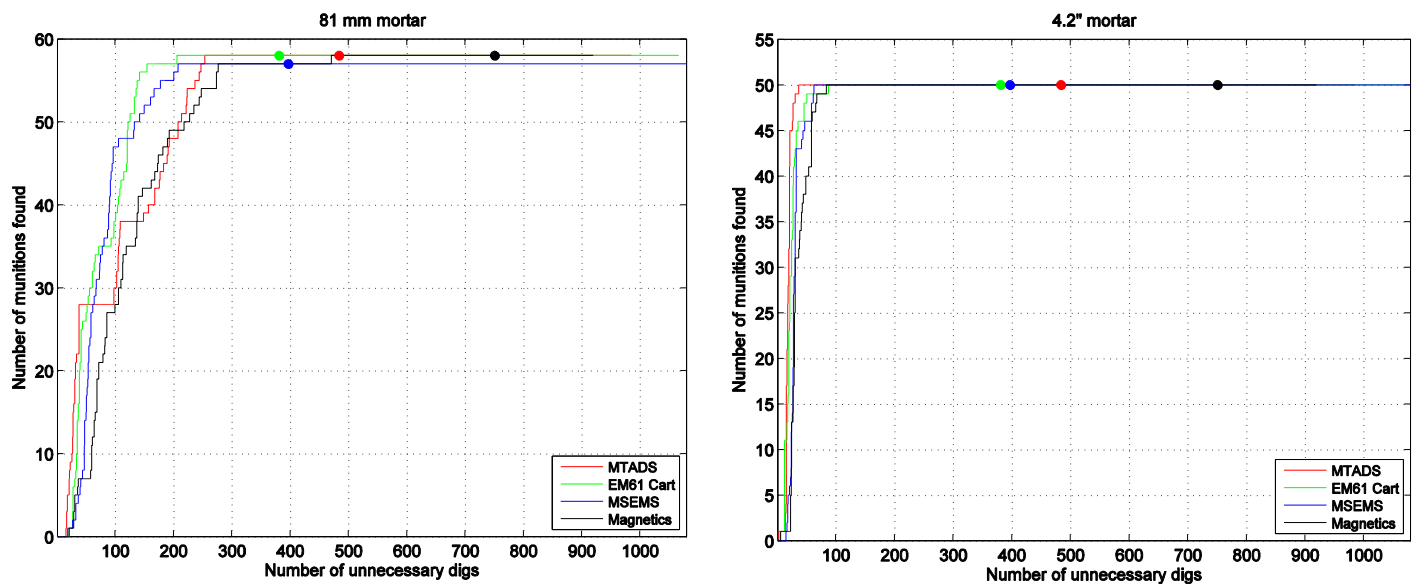 81 mm mortar
Number of munitions found
60
50
40
30
20
10
0
100 200 300 400 500 600 700 800 900 1000
Number of unnecessary digs
MTADS
EM61 Cart
MSEMS
Magnetics
4.2" mortar
Number of munitions found
55
50
45
40
35
30
25
20
15
10
5
0
100 200 300 400 500 600 700 800 900 1000
Number of unnecessary digs
MTADS
EM61 Cart
MSEMS
Magnetics